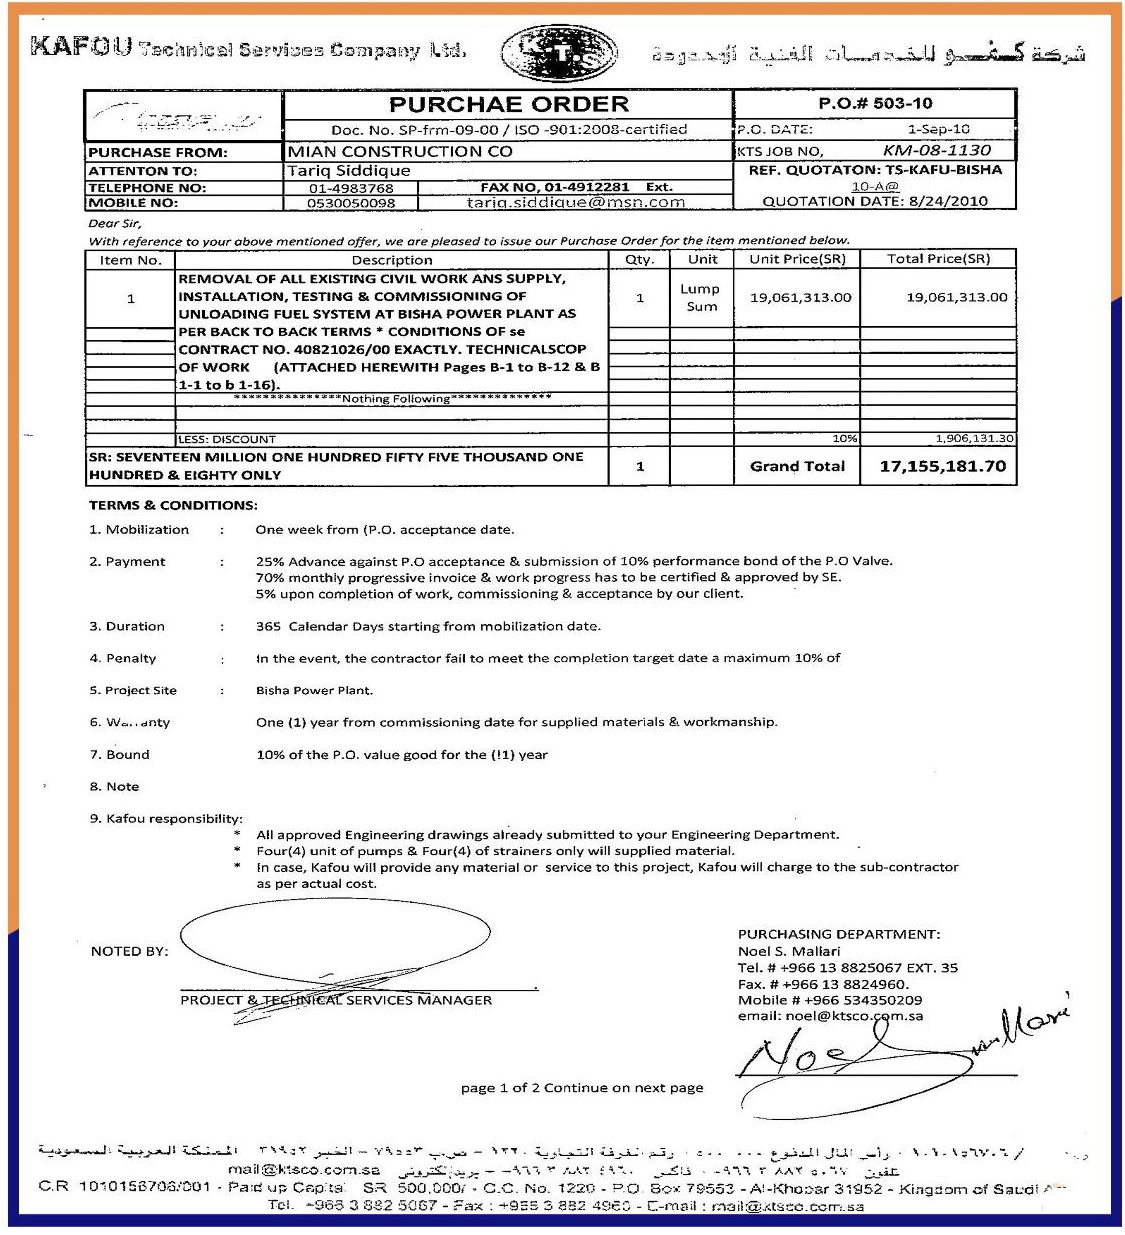 KAFOU Technical Services Company Ltd.
شركة كفو للخدمات الفنية المحدودة
PURCHAE ORDER
P.O.# 503-10
Doc. No. SP-frm-09-00 / ISO -901:2008-certified
P.O. DATE: 1-Sep-10
PURCHASE FROM: MIAN CONSTRUCTION CO
KTS JOB NO, KM-08-1130
ATTENTON TO: Tariq Siddique
REF. QUOTATON: TS-KAFU-BISHA
TELEPHONE NO: 01-4983768 FAX NO, 01-4912281 Ext.
10-A@
MOBILE NO: 0530050098 tariq.siddique@msn.com
QUOTATION DATE: 8/24/2010
Dear Sir,
With reference to your above mentioned offer, we are pleased to issue our Purchase Order for the item mentioned below.
Item No. Description Qty. Unit Unit Price(SR) Total Price(SR)
1 REMOVAL OF ALL EXISTING CIVIL WORK ANS SUPPLY,
INSTALLATION, TESTING & COMMISSIONING OF 1 Lump Sum 19,061,313.00 19,061,313.00
UNLOADING FUEL SYSTEM AT BISHA POWER PLANT AS
PER BACK TO BACK TERMS * CONDITIONS OF se
CONTRACT NO. 40821026/00 EXACTLY. TECHNICALSCOP
OF WORK (ATTACHED HEREWITH Pages B-1 to B-12 & B
1-1 to b 1-16).
***************Nothing Following**************
LESS: DISCOUNT 10% 1,906,131.30
SR: SEVENTEEN MILLION ONE HUNDRED FIFTY FIVE THOUSAND ONE
HUNDRED & EIGHTY ONLY 1 Grand Total 17,155,181.70
TERMS & CONDITIONS:
1. Mobilization : One week from (P.O. acceptance date.
2. Payment : 25% Advance against P.O acceptance & submission of 10% performance bond of the P.O Valve.
70% monthly progressive invoice & work progress has to be certified & approved by SE.
5% upon completion of work, commissioning & acceptance by our client.
3. Duration : 365 Calendar Days starting from mobilization date.
4. Penalty : In the event, the contractor fail to meet the completion target date a maximum 10% of
5. Project Site : Bisha Power Plant.
6. Warranty One (1) year from commissioning date for supplied materials & workmanship.
7. Bound : 10% of the P.O. value good for the (!1) year
8. Note
9. Kafou responsibility:
* All approved Engineering drawings already submitted to your Engineering Department.
* Four(4) unit of pumps & Four(4) of strainers only will supplied material.
* In case, Kafou will provide any material or service to this project, Kafou will charge to the sub-contractor
as per actual cost.
NOTED BY:
PROJECT & TECHNICAL SERVICES MANAGER
PURCHASING DEPARTMENT:
Noel S. Mallari
Tel. # +966 13 8825067 EXT. 35
Fax. # +966 13 8824960.
Mobile # +966 534350209
email: noel@ktsco.com.sa
Noel S. Mallari
page 1 of 2 Continue on next page
رأس المال المدفوع ٥٠٠٠٠٠ - رقم الغرفة التجارية ١٢٢٠ - ص.ب ٧٩٥٥٣ - الخبر ٣١٩٥٢ المملكة العربية السعودية
تلفون ٩٦٦٣٨٨٢٥٠٦٧ - فاكس ٩٦٦٣٨٨٢٤٩٦٠ - بريد إلكتروني mail@ktsco.com.sa
C.R 1010156706/001 - Paid up Capital SR 500,000/- C.C. No. 1220 - P.O. Box 79553 - Al-Khobar 31952 - Kingdom of Saudi
Tel. +966 3 882 5067 - Fax : +966 3 882 4960 - E-mail : mail@ktsco.com.sa